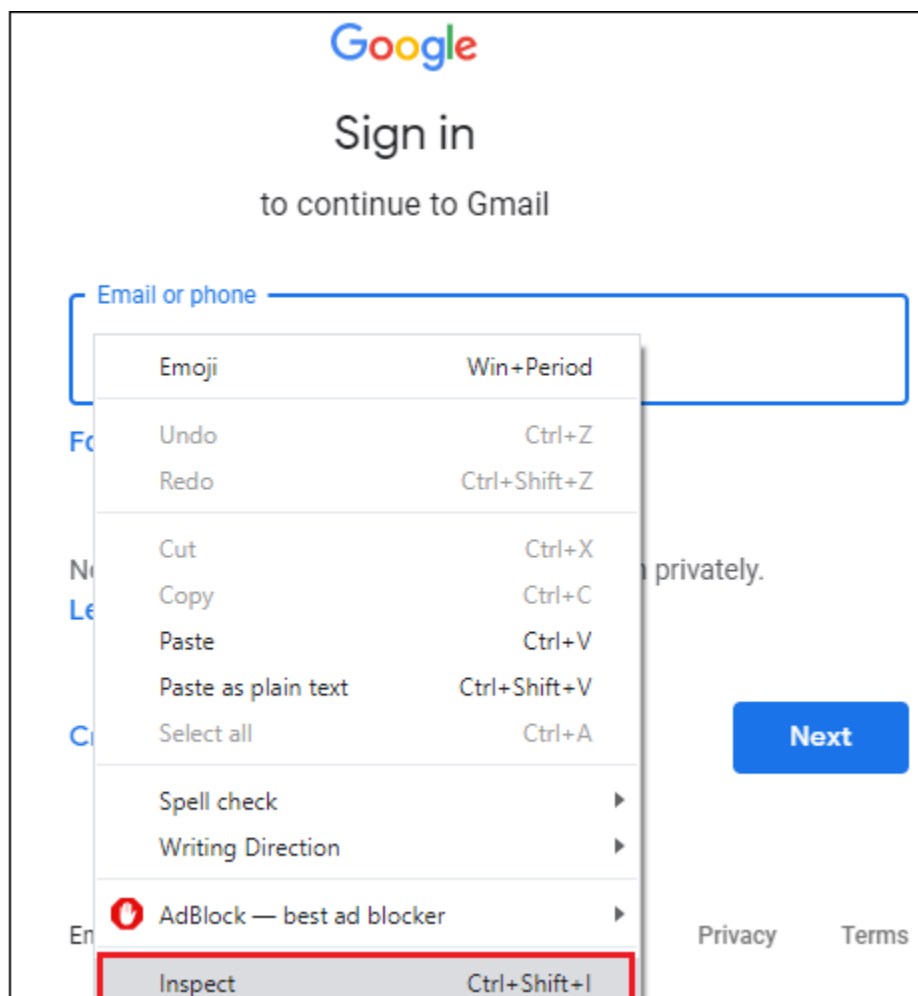 Google
Sign in
to continue to Gmail
Email or phone
Emoji Win+Period
Undo Ctrl+Z
Redo Ctrl+Shift+Z
Cut Ctrl+X
privately.
Copy Ctrl+C
Paste Ctrl+V
Paste as plain text Ctrl+Shift+V
Select all Ctrl+A
Next
Spell check
Writing Direction
AdBlock — best ad blocker
Privacy Terms
Inspect Ctrl+Shift+I